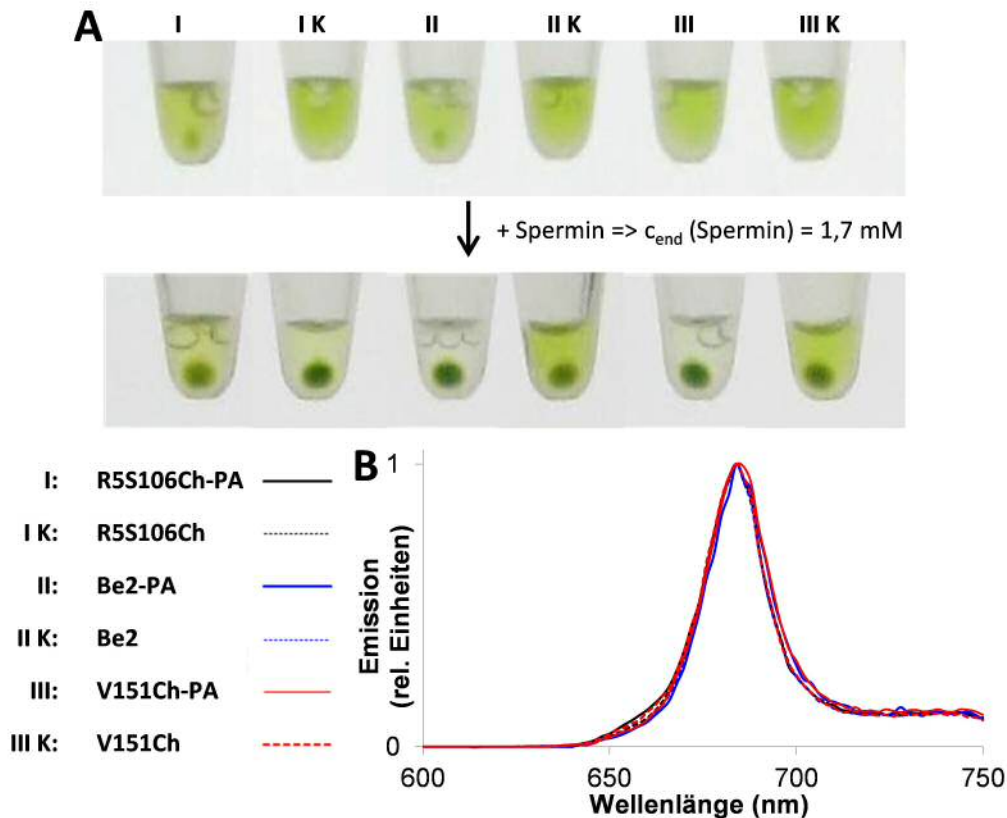 A
I I K II II K III III K
+ Spermin => cend (Spermin) = 1,7 mM
I: R5S106Ch-PA
I K: R5S106Ch
II: Be2-PA
II K: Be2
III: V151Ch-PA
III K: V151Ch
B
Emission
(rel. Einheiten)
1
0
600 650 700 750
Wellenlänge (nm)